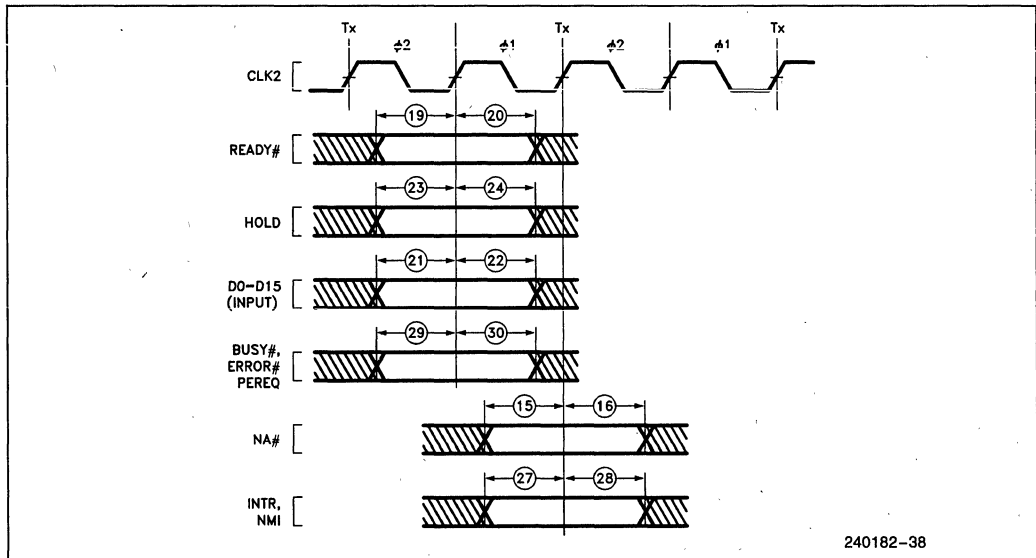 Tx Tx Tx
ϕ2 ϕ1 ϕ2 ϕ1
CLK2
19 20
READY#
23 24
HOLD
21 22
D0–D15
(INPUT)
29 30
BUSY#,
ERROR#
PEREQ
15 16
NA#
27 28
INTR,
NMI
240182–38